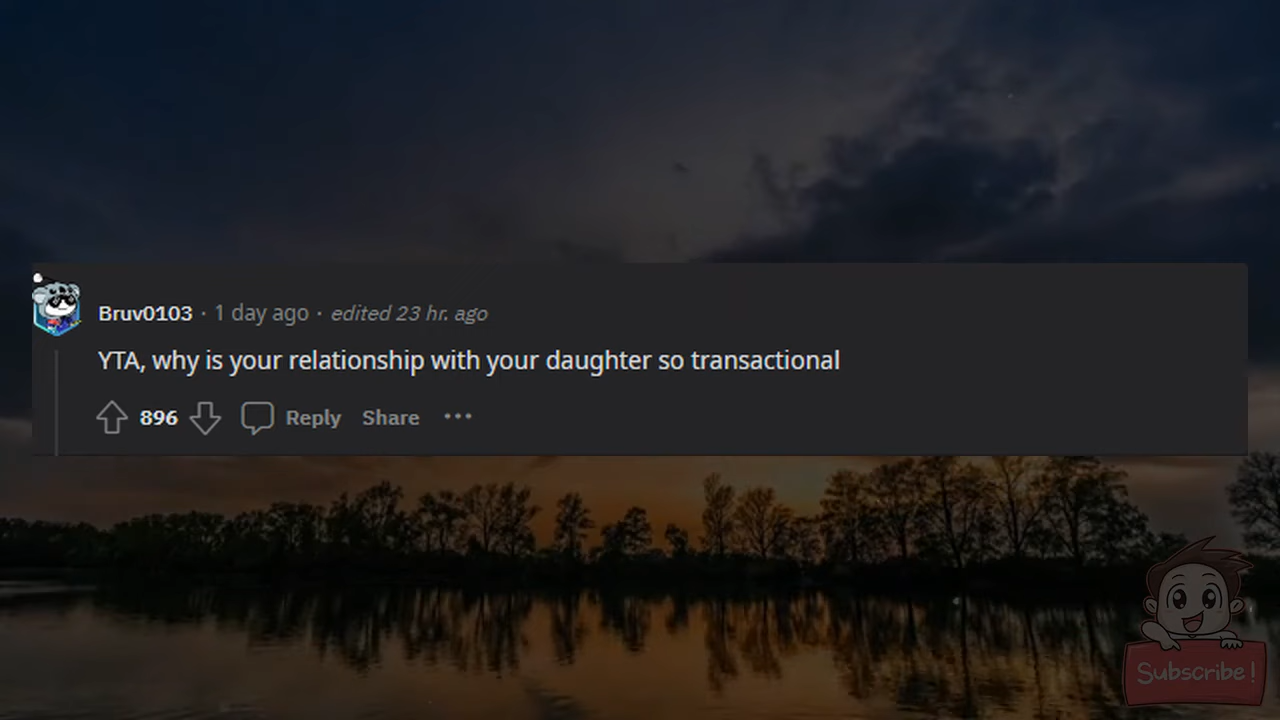 Bruv0103 · 1 day ago · edited 23 hr. ago
YTA, why is your relationship with your daughter so transactional
896 Reply Share ···
Subscribe!